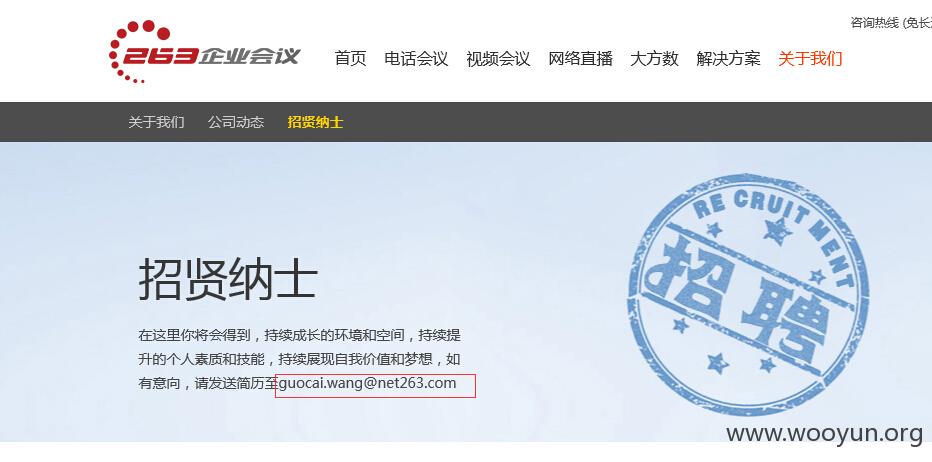 咨询热线 (免长
263企业会议
首页 电话会议 视频会议 网络直播 大方数 解决方案 关于我们
关于我们 公司动态 招贤纳士
RECRUITMENT
招聘
招贤纳士
在这里你将会得到，持续成长的环境和空间，持续提
升的个人素质和技能，持续展现自我价值和梦想，如
有意向，请发送简历至guocai.wang@net263.com
www.wooyun.org